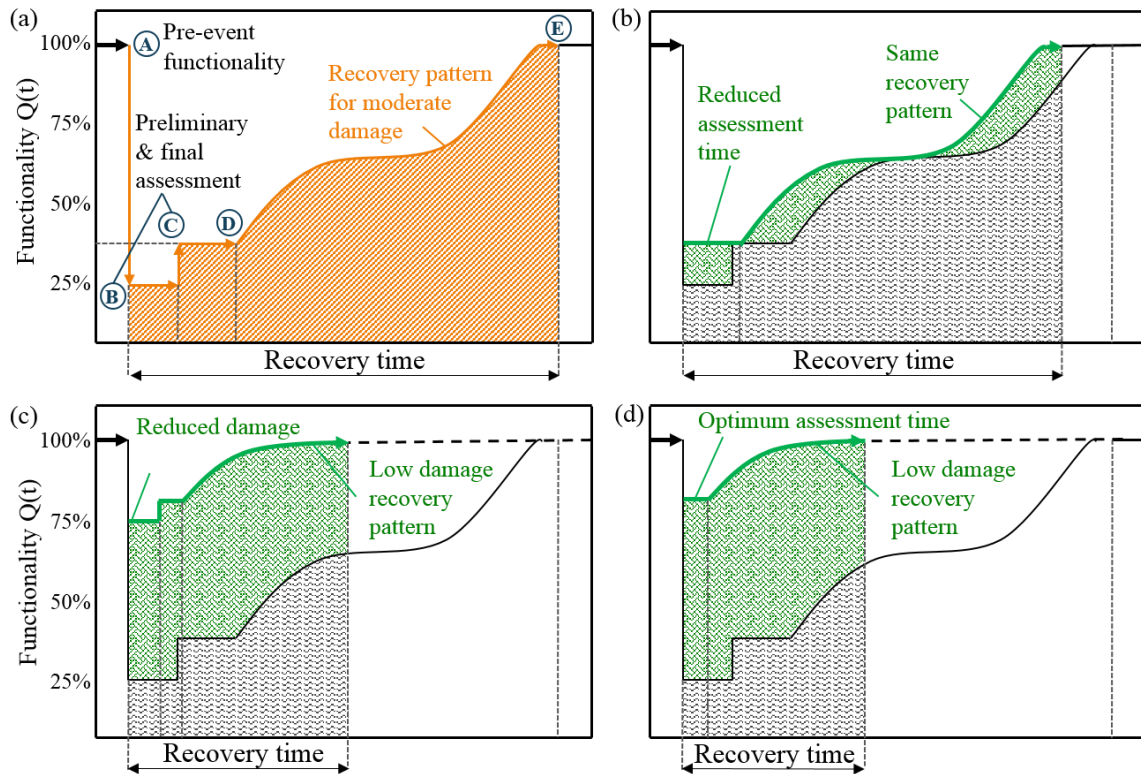 (a)
Functionality Q(t)
100%
75%
50%
25%
A
Pre-event
functionality
Preliminary
& final
assessment
B
C
D
E
Recovery pattern
for moderate
damage
Recovery time
(b)
Reduced
assessment
time
Same
recovery
pattern
Recovery time
(c)
Functionality Q(t)
100%
75%
50%
25%
Reduced damage
Low damage
recovery
pattern
Recovery time
(d)
Optimum assessment time
Low damage
recovery
pattern
Recovery time